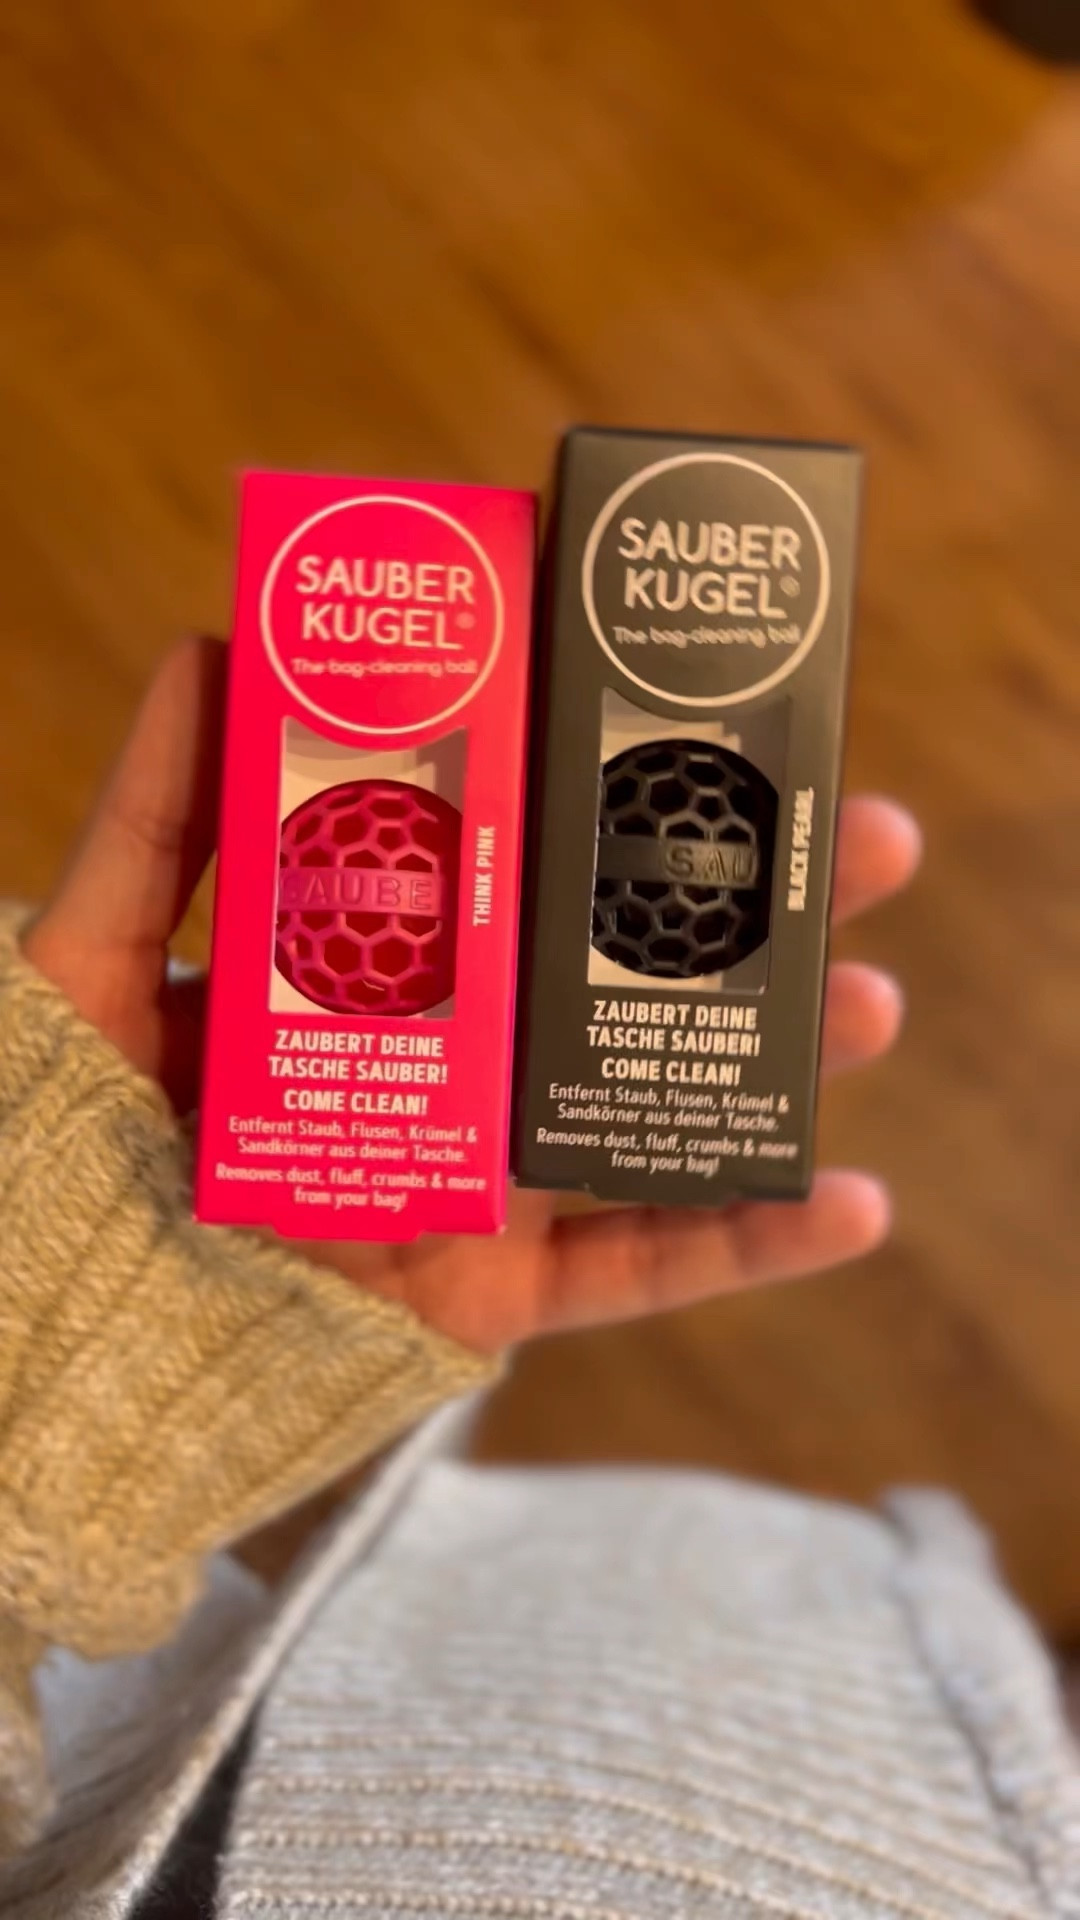 SAUBER
KUGEL®
The bag-cleaning ball
SAUBE
THINK PINK
ZAUBERT DEINE
TASCHE SAUBER!
COME CLEAN!
Entfernt Staub, Flusen, Krümel &
Sandkörner aus deiner Tasche.
Removes dust, fluff, crumbs & more
from your bag!
SAUBER
KUGEL®
The bag-cleaning ball
SAU
BLACK PEARL
ZAUBERT DEINE
TASCHE SAUBER!
COME CLEAN!
Entfernt Staub, Flusen, Krümel &
Sandkörner aus deiner Tasche.
Removes dust, fluff, crumbs & more
from your bag!